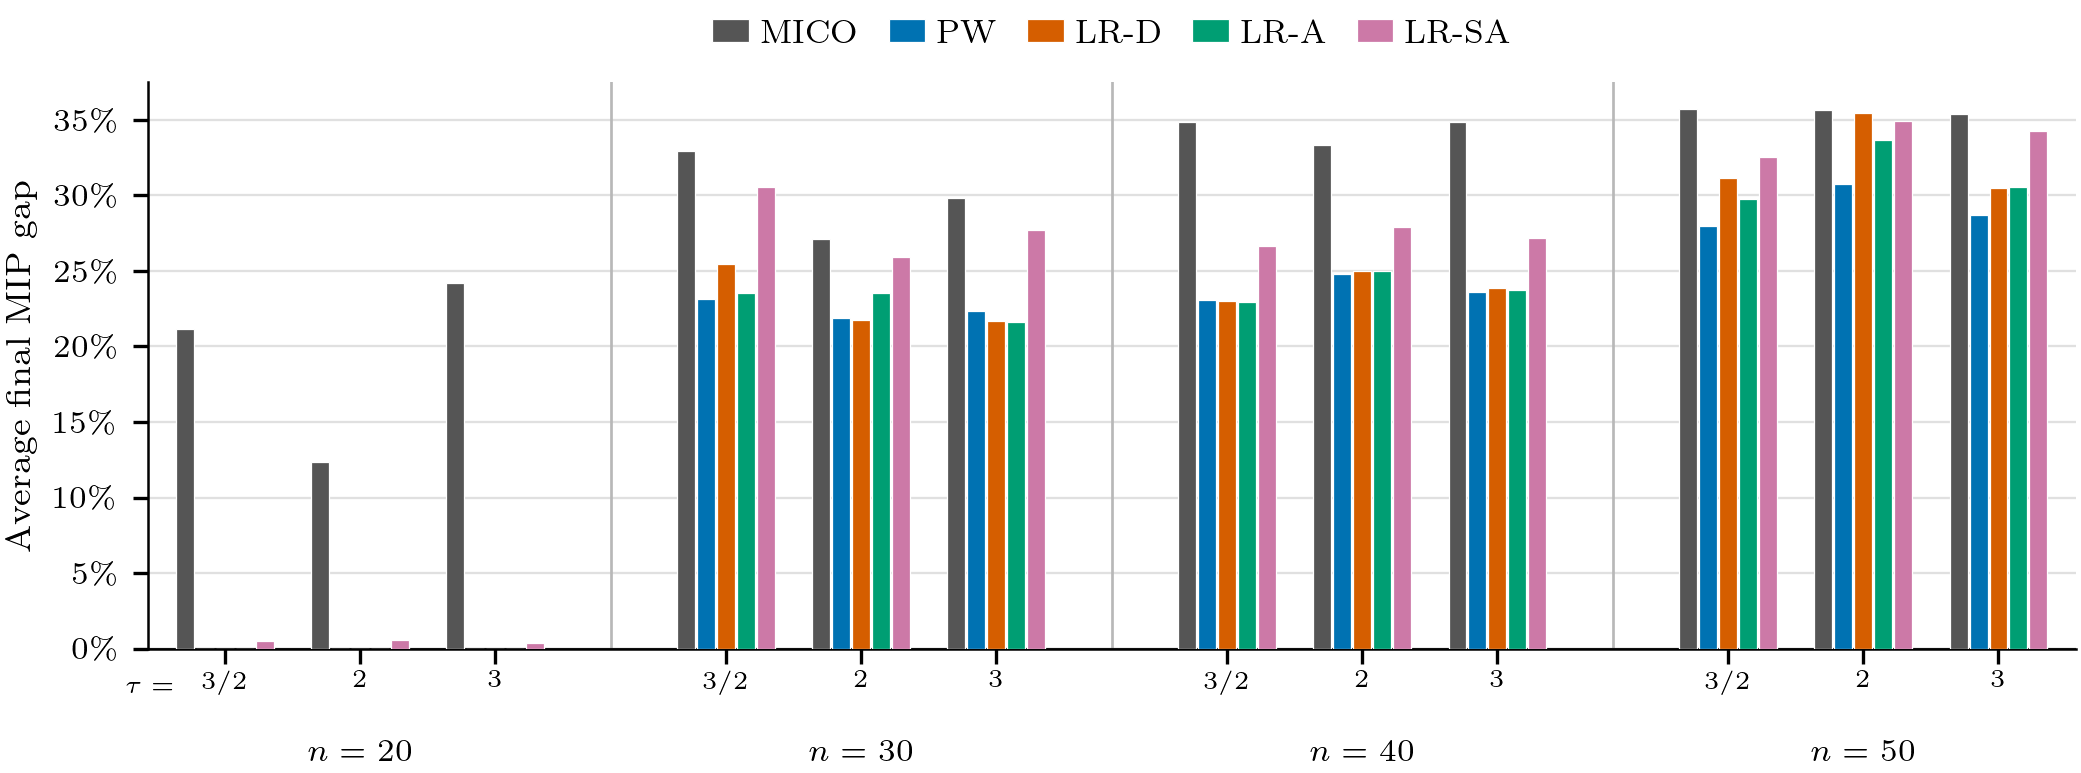 MICO PW LR-D LR-A LR-SA
Average final MIP gap
35%
30%
25%
20%
15%
10%
5%
0%
τ = 3/2 2 3 3/2 2 3 3/2 2 3 3/2 2 3
n = 20 n = 30 n = 40 n = 50